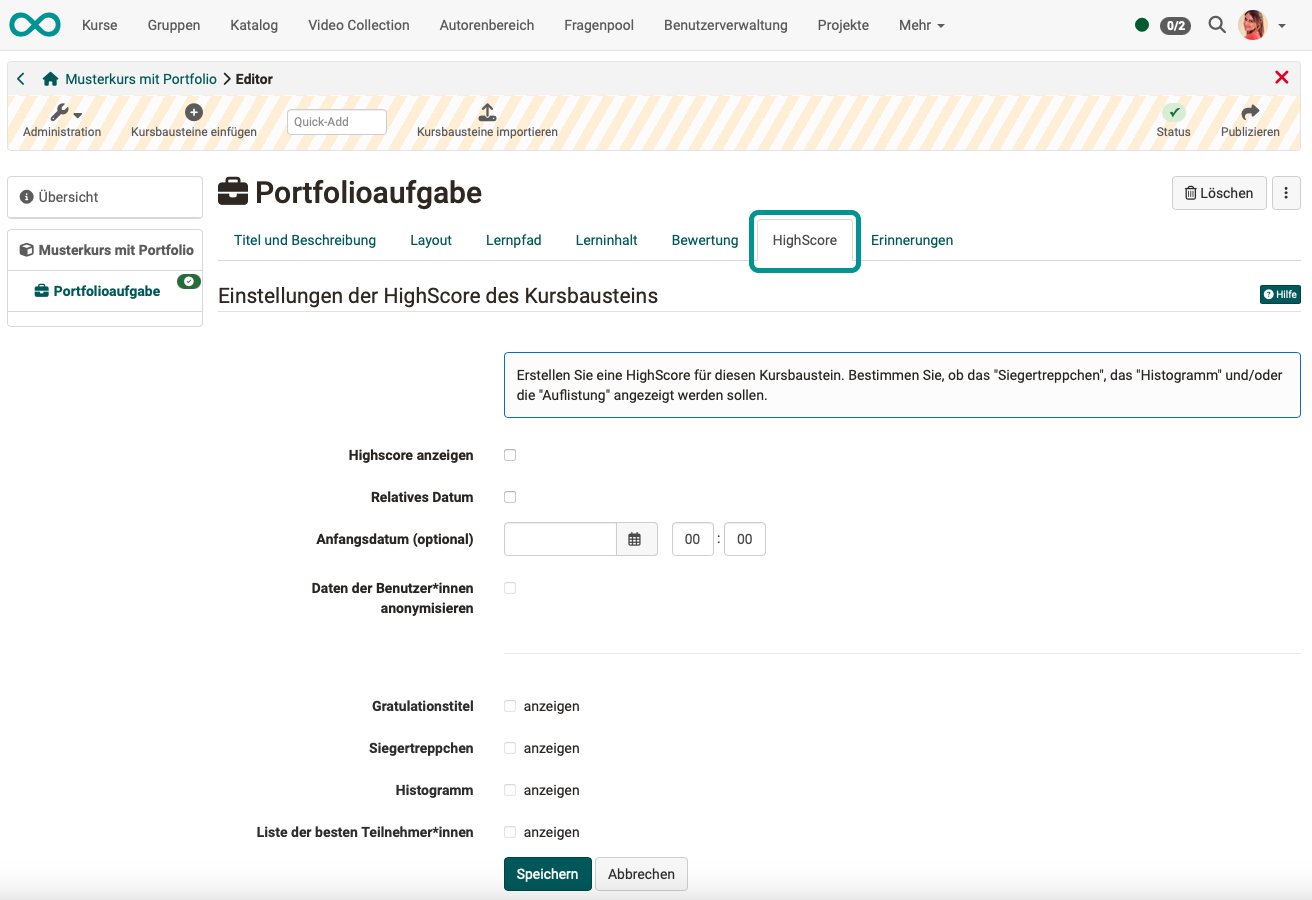 Kurse Gruppen Katalog Video Collection Autorenbereich Fragenpool Benutzerverwaltung Projekte Mehr 0/2
Musterkurs mit Portfolio Editor
Administration Kursbausteine einfügen Quick-Add Kursbausteine importieren Status Publizieren
Übersicht
Musterkurs mit Portfolio
Portfolioaufgabe
Portfolioaufgabe Löschen
Titel und Beschreibung Layout Lernpfad Lerninhalt Bewertung HighScore Erinnerungen
Einstellungen der HighScore des Kursbausteins Hilfe
Erstellen Sie eine HighScore für diesen Kursbaustein. Bestimmen Sie, ob das "Siegertreppchen", das "Histogramm" und/oder
die "Auflistung" angezeigt werden sollen.
Highscore anzeigen
Relatives Datum
Anfangsdatum (optional) 00 : 00
Daten der Benutzer*innen
anonymisieren
Gratulationstitel anzeigen
Siegertreppchen anzeigen
Histogramm anzeigen
Liste der besten Teilnehmer*innen anzeigen
Speichern Abbrechen